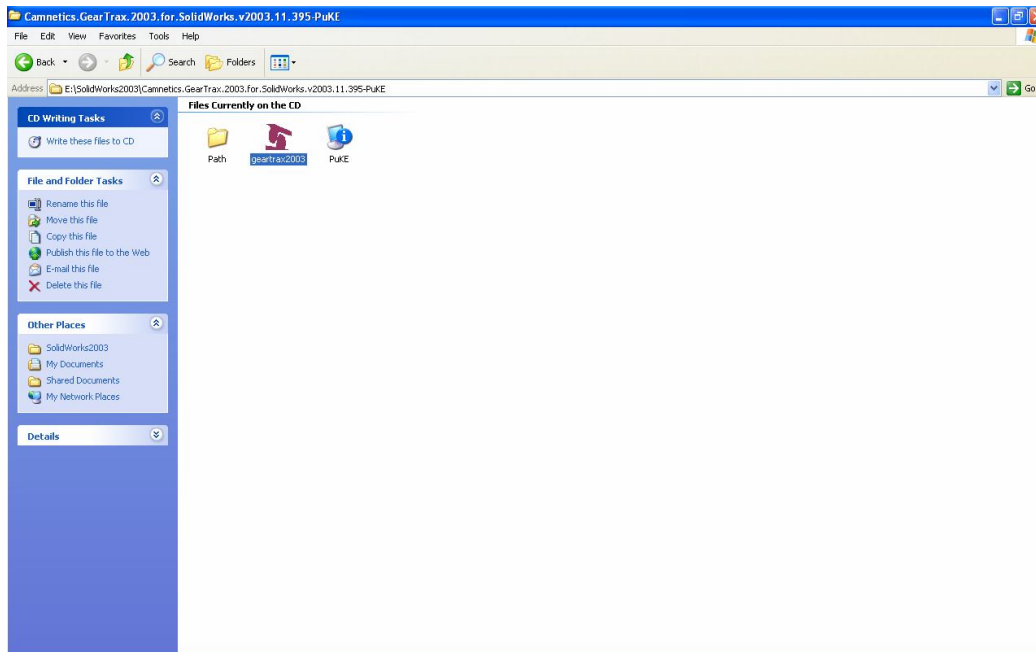 Camnetics.GearTrax.2003.for.SolidWorks.v2003.11.395-PuKE
File Edit View Favorites Tools Help
Back Search Folders
Address E:\SolidWorks2003\Camnetics.GearTrax.2003.for.SolidWorks.v2003.11.395-PuKE Go
CD Writing Tasks
Write these files to CD
File and Folder Tasks
Rename this file
Move this file
Copy this file
Publish this file to the Web
E-mail this file
Delete this file
Other Places
SolidWorks2003
My Documents
Shared Documents
My Network Places
Details
Files Currently on the CD
Path geartrax2003 PuKE